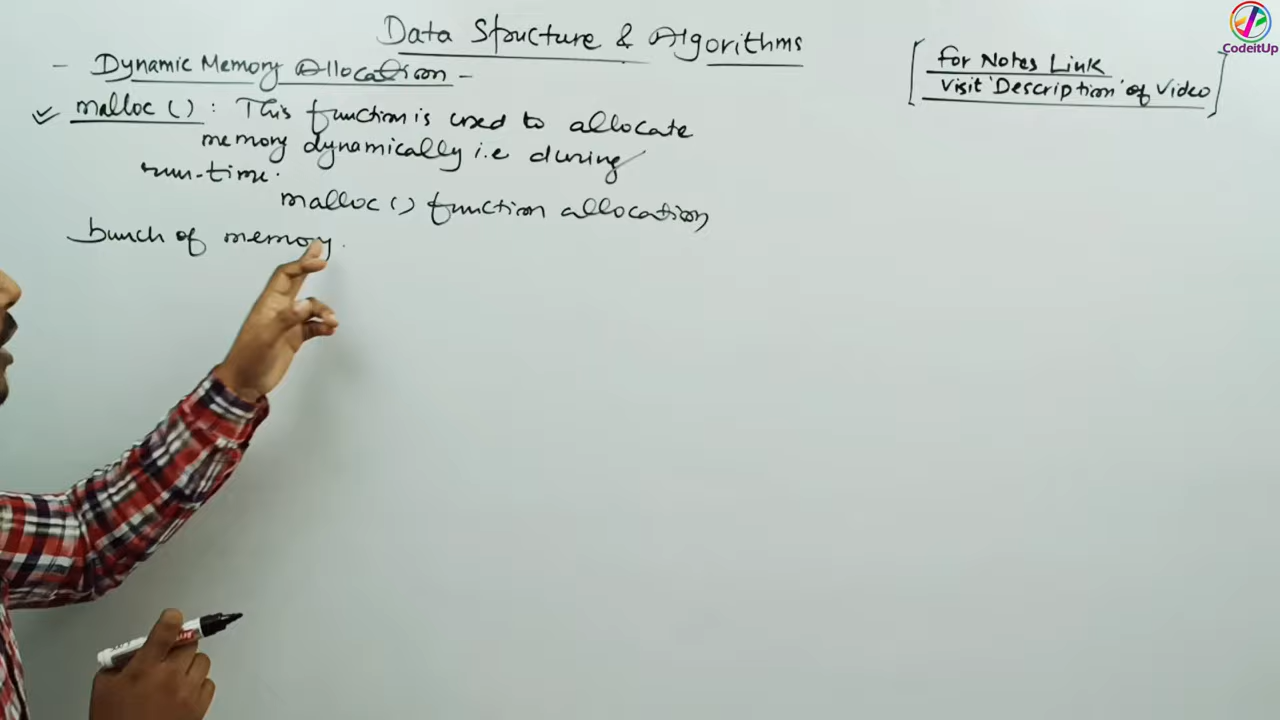 Data Structure & Algorithms
- Dynamic Memory Allocation -
malloc () : This function is used to allocate
memory dynamically i.e during
run-time.
malloc () function allocation
bunch of memory.
[For Notes Link
Visit 'Description' of Video]
CodeitUp